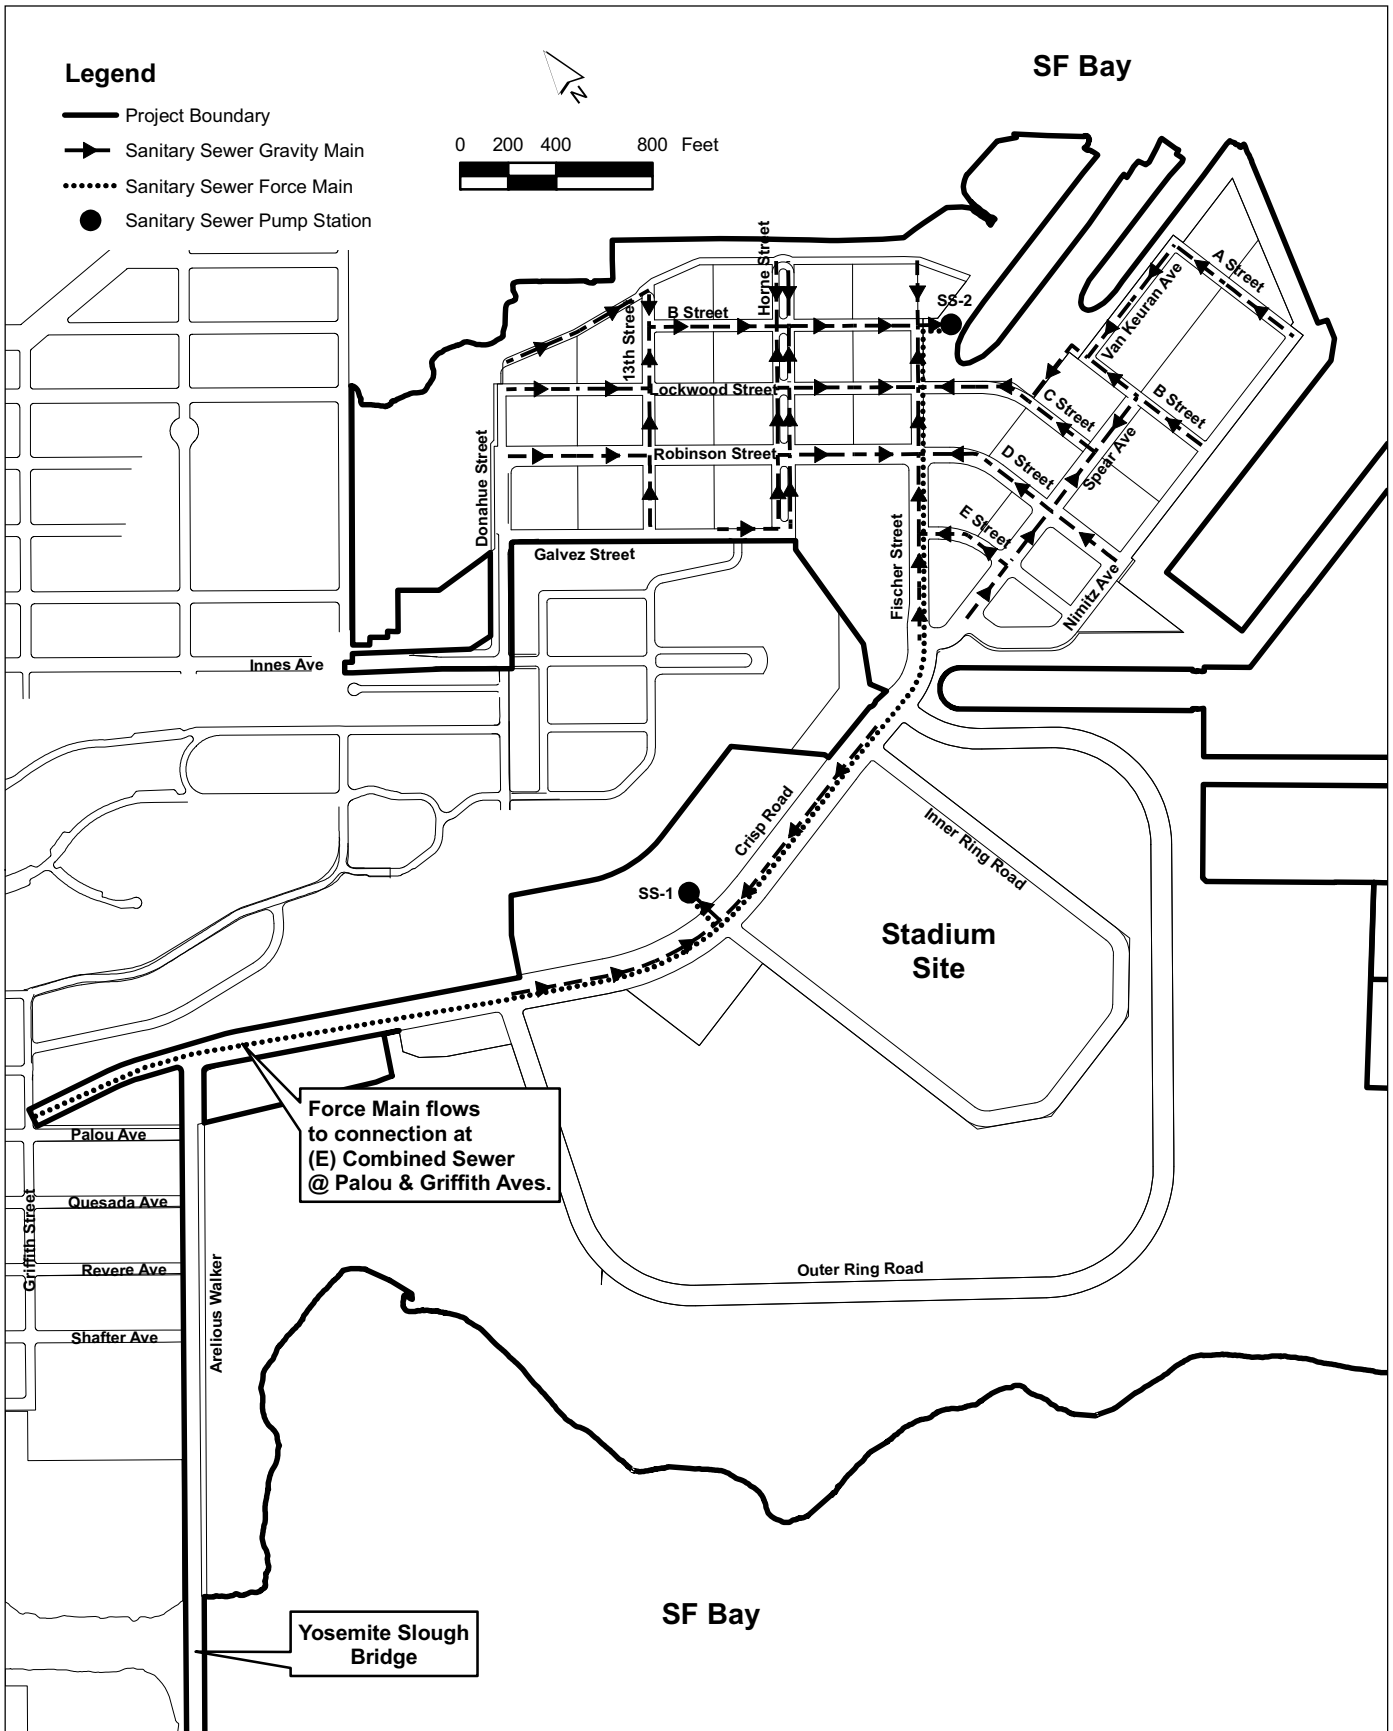 SF Bay
Legend
Project Boundary
Sanitary Sewer Gravity Main
Sanitary Sewer Force Main
Sanitary Sewer Pump Station
N
0 200 400 800 Feet
Horne Street
A Street
Van Keuran Ave
SS-2
B Street
13th Street
Lockwood Street
C Street
B Street
Spear Ave
Robinson Street
D Street
Donahue Street
E Street
Galvez Street
Fischer Street
Nimitz Ave
Innes Ave
Crisp Road
Inner Ring Road
SS-1
Stadium
Site
Force Main flows
to connection at
(E) Combined Sewer
@ Palou & Griffith Aves.
Palou Ave
Quesada Ave
Griffith Street
Revere Ave
Arelious Walker
Outer Ring Road
Shafter Ave
SF Bay
Yosemite Slough
Bridge